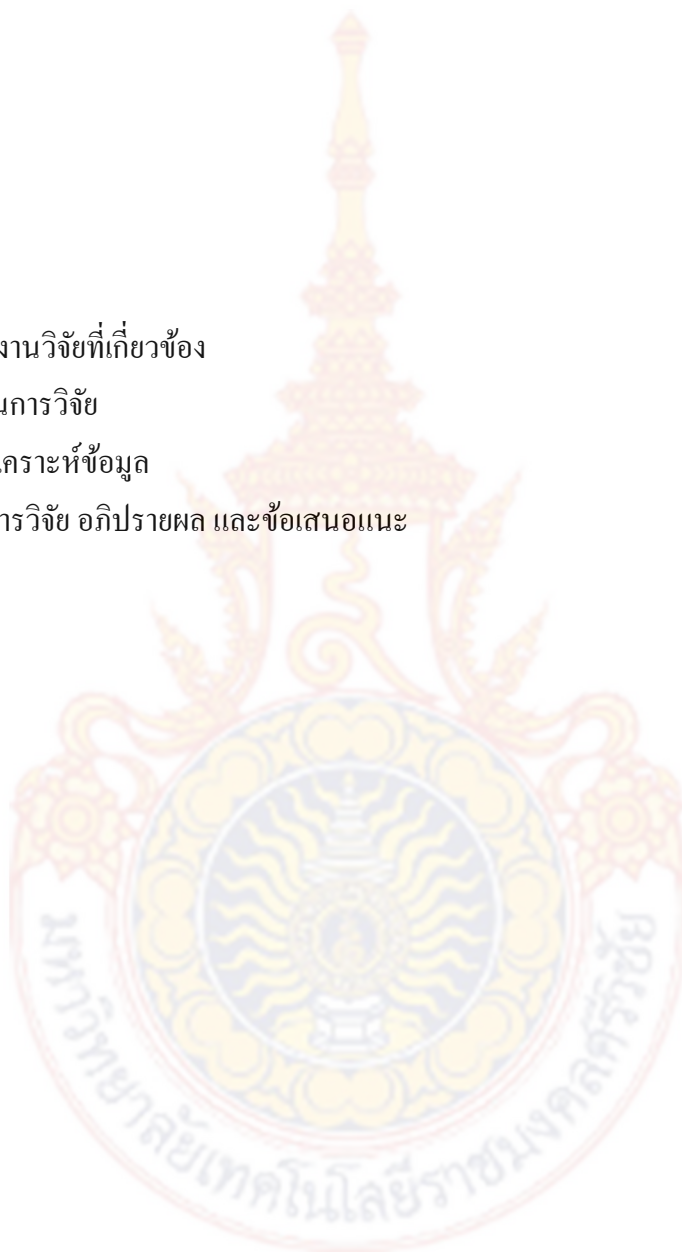 งานวิจัยที่เกี่ยวข้อง
นการวิจัย
เคราะห์ข้อมูล
ารวิจัย อภิปรายผล และข้อเสนอแนะ
มหาวิทยาลัยเทคโนโลยีราชมงคลศรีวิชัย